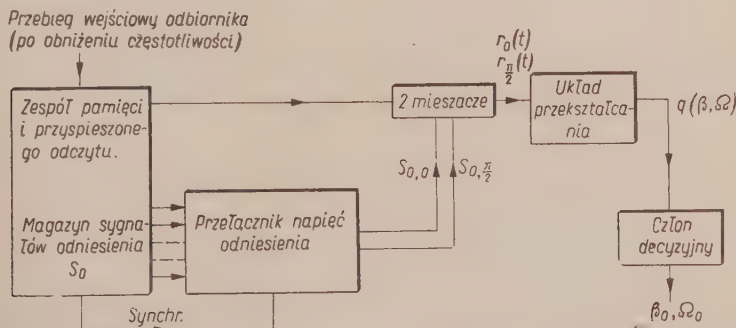 Przebieg wejściowy odbiornika
(po obniżeniu częstotliwości)
Zespół pamięci
i przyspieszone-
go odczytu.
Magazyn sygna-
łów odniesienia
S₀
Przełącznik napięć
odniesienia
2 mieszacze
S₀,₀
S₀,π/2
r₀(t)
rπ/2(t)
Układ
przekształca-
nia
q(β,Ω)
Człon
decyzyjny
β₀,Ω₀
Synchr.